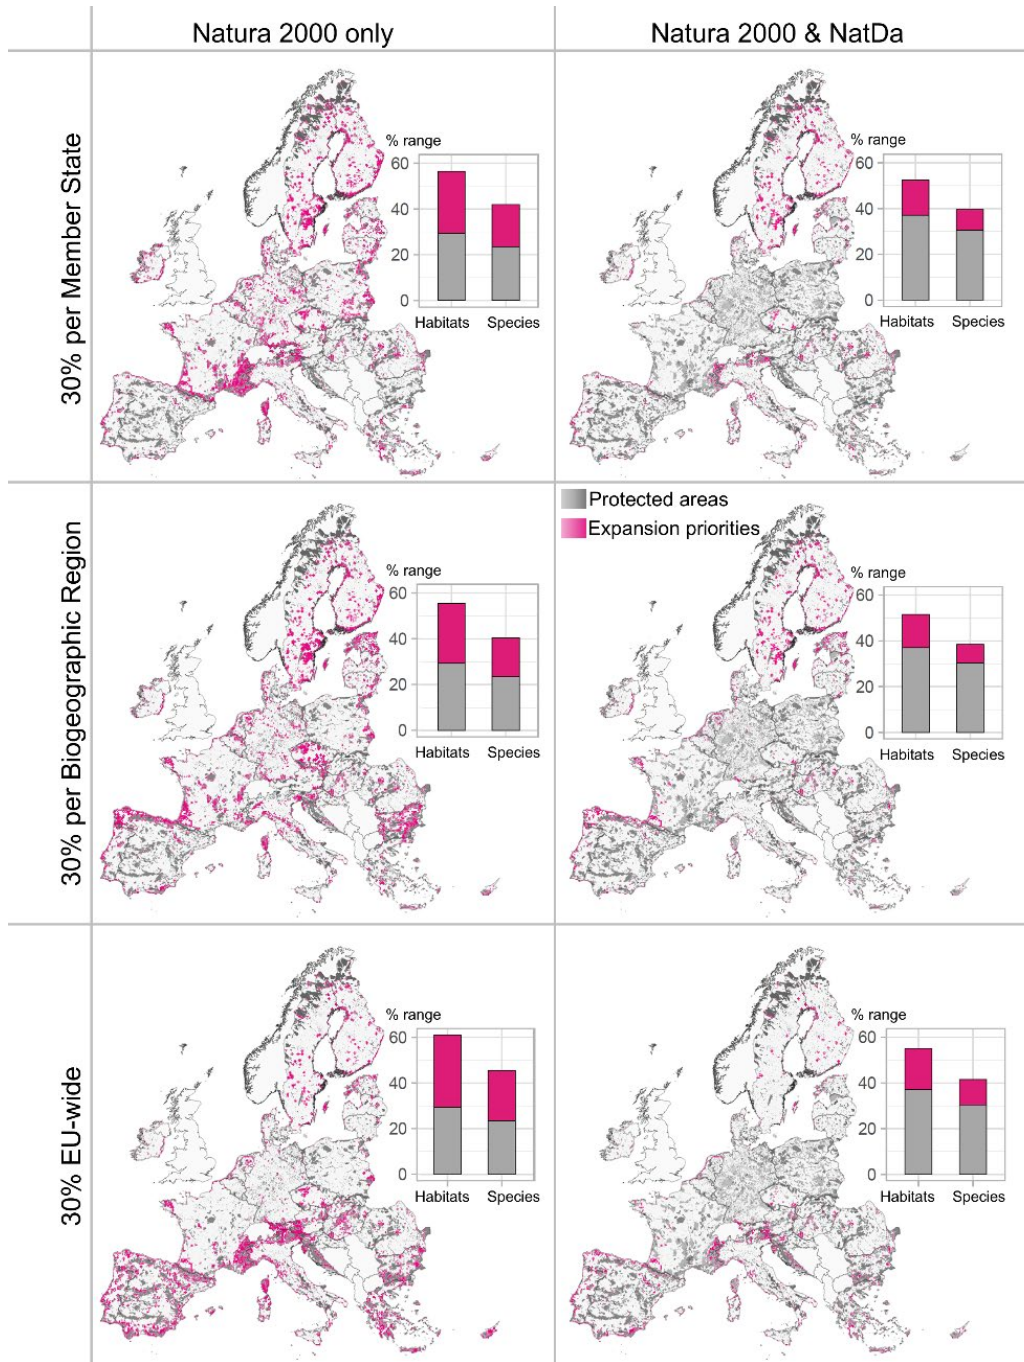 Natura 2000 only
Natura 2000 & NatDa
30% per Member State
% range
60
40
20
0
Habitats Species
% range
60
40
20
0
Habitats Species
30% per Biogeographic Region
Protected areas
Expansion priorities
% range
60
40
20
0
Habitats Species
% range
60
40
20
0
Habitats Species
30% EU-wide
% range
60
40
20
0
Habitats Species
% range
60
40
20
0
Habitats Species